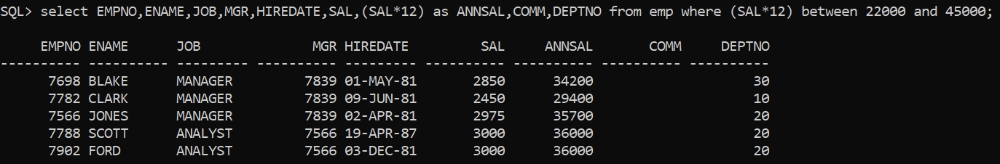 SQL> select EMPNO,ENAME,JOB,MGR,HIREDATE,SAL,(SAL*12) as ANNSAL,COMM,DEPTNO from emp where (SAL*12) between 22000 and 45000;
     EMPNO ENAME      JOB              MGR HIREDATE         SAL     ANNSAL       COMM     DEPTNO
---------- ---------- --------- ---------- --------- ---------- ---------- ---------- ----------
      7698 BLAKE      MANAGER         7839 01-MAY-81       2850      34200                    30
      7782 CLARK      MANAGER         7839 09-JUN-81       2450      29400                    10
      7566 JONES      MANAGER         7839 02-APR-81       2975      35700                    20
      7788 SCOTT      ANALYST         7566 19-APR-87       3000      36000                    20
      7902 FORD       ANALYST         7566 03-DEC-81       3000      36000                    20